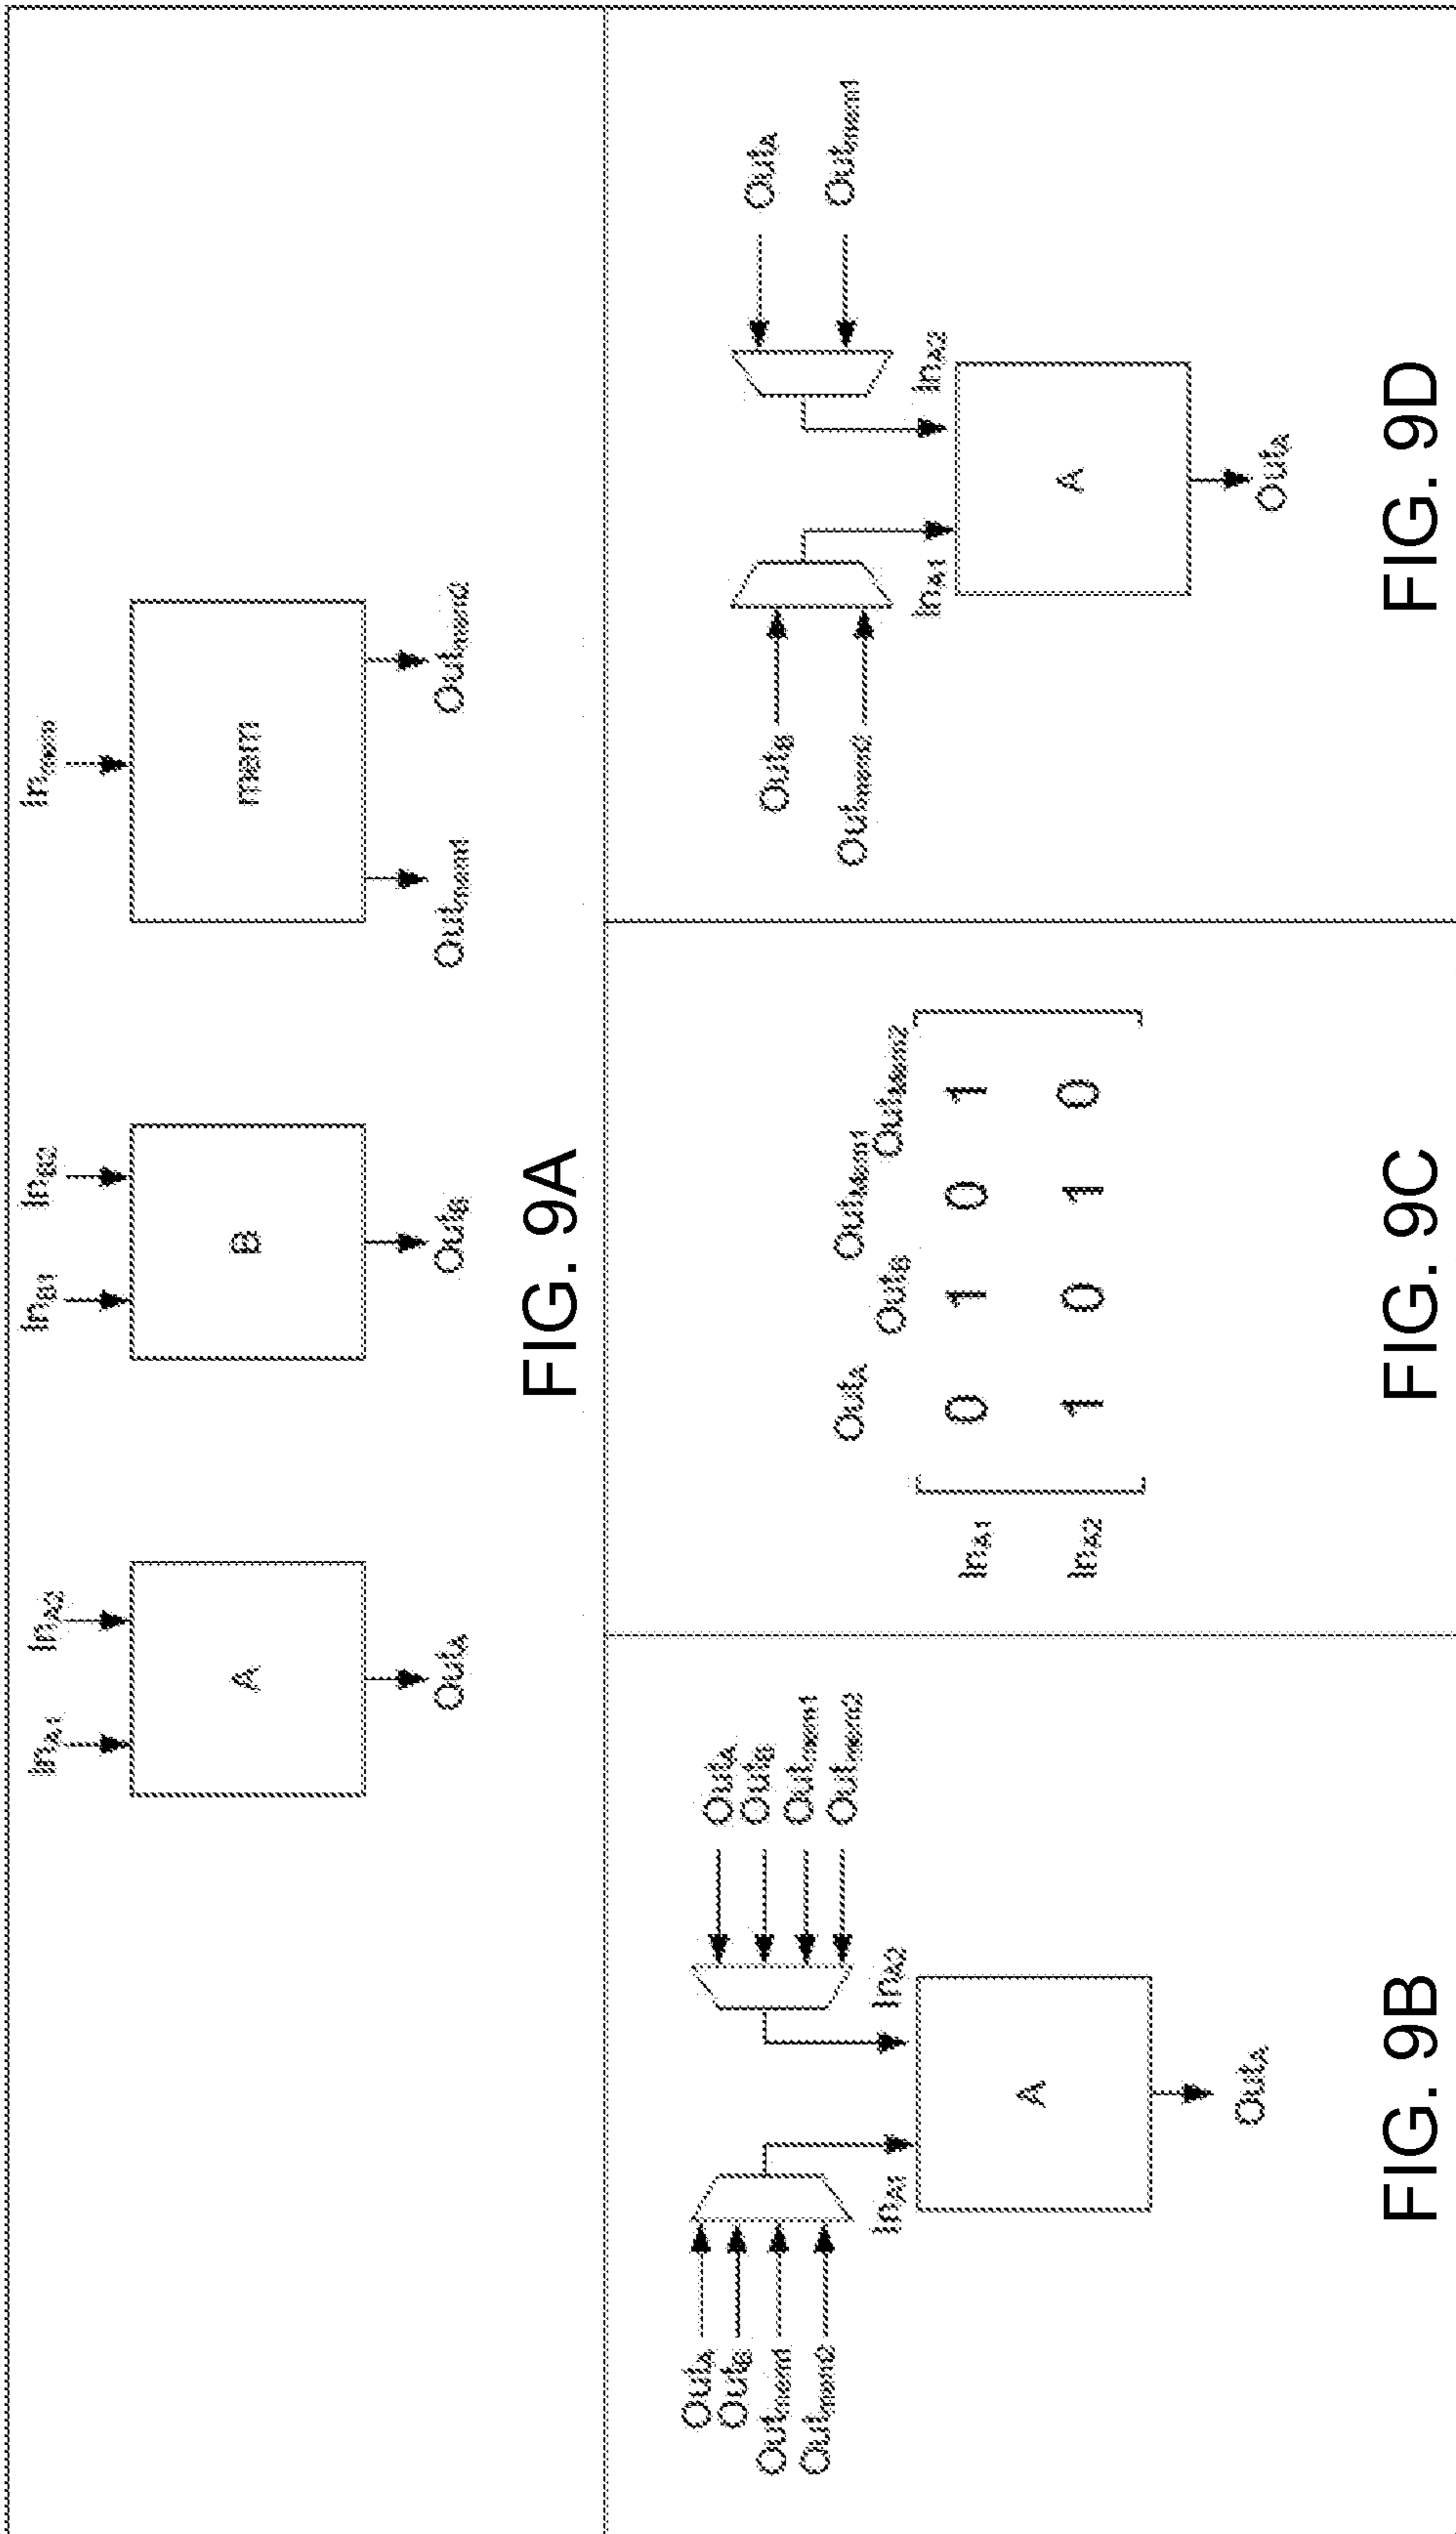 In_A1 In_A2 In_B1 In_B2 In_mem
A B mem
Out_A Out_B Out_mem1 Out_mem2
FIG. 9A
Out_A
Out_B
Out_mem1
Out_mem2
Out_A
Out_B
Out_mem1
Out_mem2
In_A1 In_A2
A
Out_A
FIG. 9B
Out_A Out_B Out_Mem1 Out_Mem2
In_A1 0 1 0 1
In_A2 1 0 1 0
FIG. 9C
Out_B
Out_mem2
Out_A
Out_mem1
In_A1 In_A2
A
Out_A
FIG. 9D